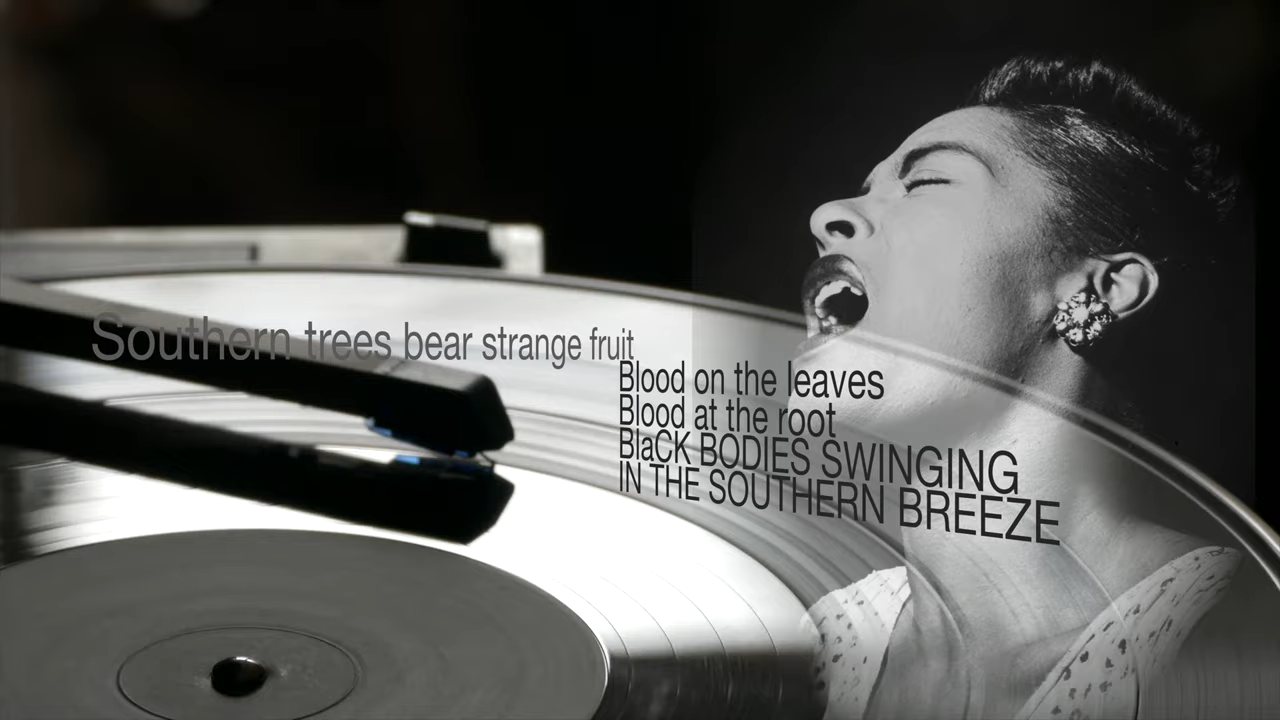 Southern trees bear strange fruit
Blood on the leaves
Blood at the root
BlaCK BODIES SWINGING
IN THE SOUTHERN BREEZE